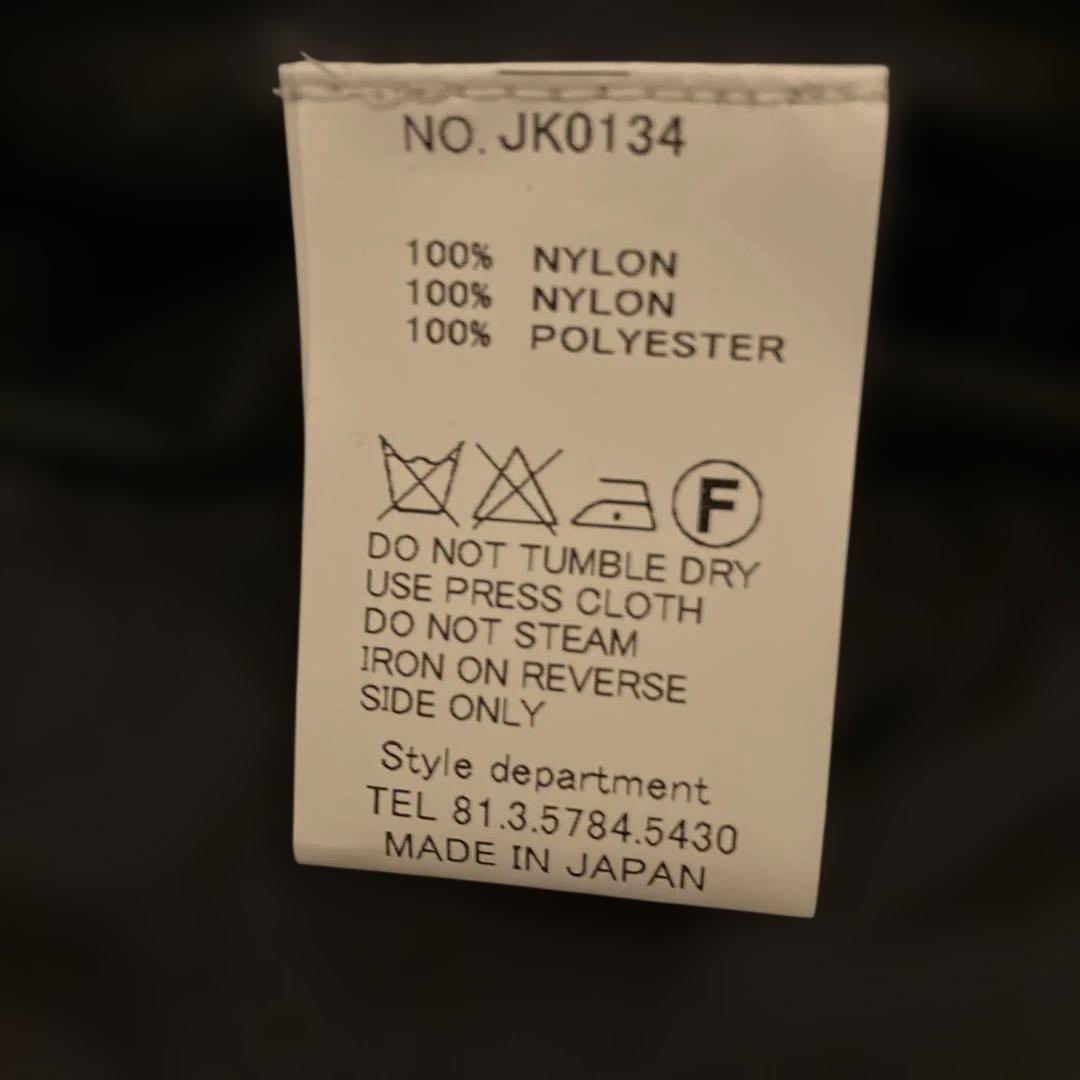 NO. JK0134
100% NYLON
100% NYLON
100% POLYESTER
F
DO NOT TUMBLE DRY
USE PRESS CLOTH
DO NOT STEAM
IRON ON REVERSE
SIDE ONLY
Style department
TEL 81.3.5784.5430
MADE IN JAPAN